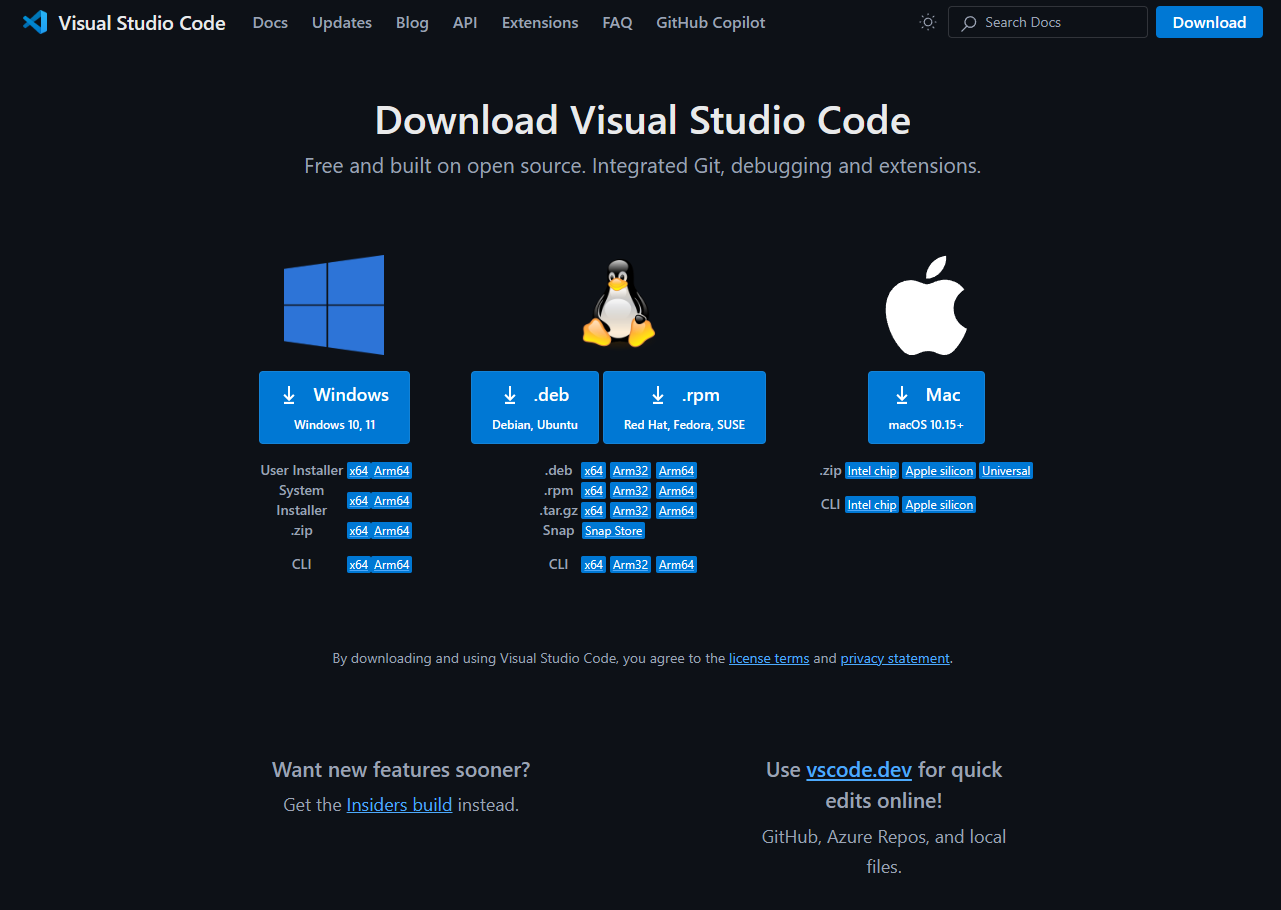 Visual Studio Code Docs Updates Blog API Extensions FAQ GitHub Copilot Search Docs Download
Download Visual Studio Code
Free and built on open source. Integrated Git, debugging and extensions.
Windows
Windows 10, 11
User Installer x64 Arm64
System
Installer x64 Arm64
.zip x64 Arm64
CLI x64 Arm64
.deb
Debian, Ubuntu
.rpm
Red Hat, Fedora, SUSE
.deb x64 Arm32 Arm64
.rpm x64 Arm32 Arm64
.tar.gz x64 Arm32 Arm64
Snap Snap Store
CLI x64 Arm32 Arm64
Mac
macOS 10.15+
.zip Intel chip Apple silicon Universal
CLI Intel chip Apple silicon
By downloading and using Visual Studio Code, you agree to the license terms and privacy statement.
Want new features sooner?
Get the Insiders build instead.
Use vscode.dev for quick
edits online!
GitHub, Azure Repos, and local
files.